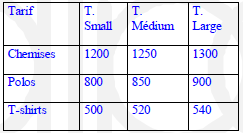 Tarif T. Small T. Médium T. Large
Chemises 1200 1250 1300
Polos 800 850 900
T-shirts 500 520 540